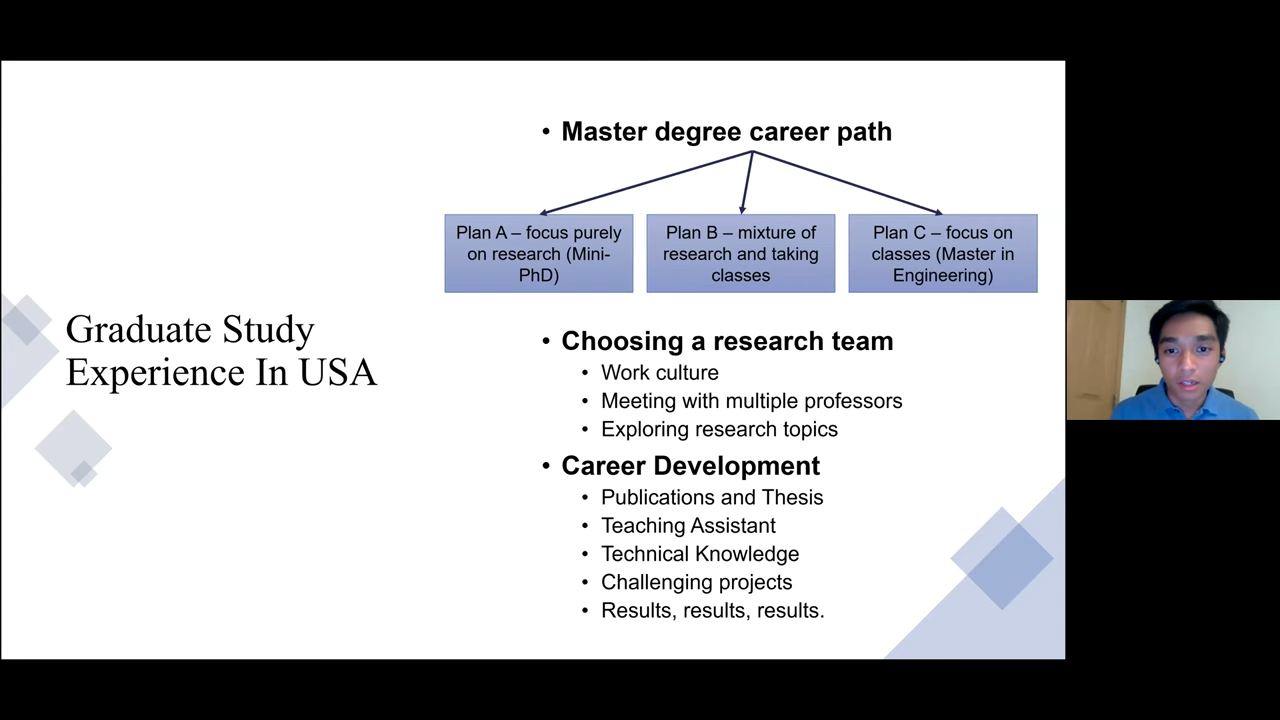 Graduate Study
Experience In USA
• Master degree career path
Plan A – focus purely
on research (Mini-
PhD)
Plan B – mixture of
research and taking
classes
Plan C – focus on
classes (Master in
Engineering)
• Choosing a research team
• Work culture
• Meeting with multiple professors
• Exploring research topics
• Career Development
• Publications and Thesis
• Teaching Assistant
• Technical Knowledge
• Challenging projects
• Results, results, results.